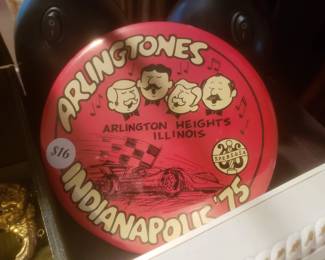 ARLINGTONES
ARLINGTON HEIGHTS
ILLINOIS
$16
INDIANAPOLIS '75